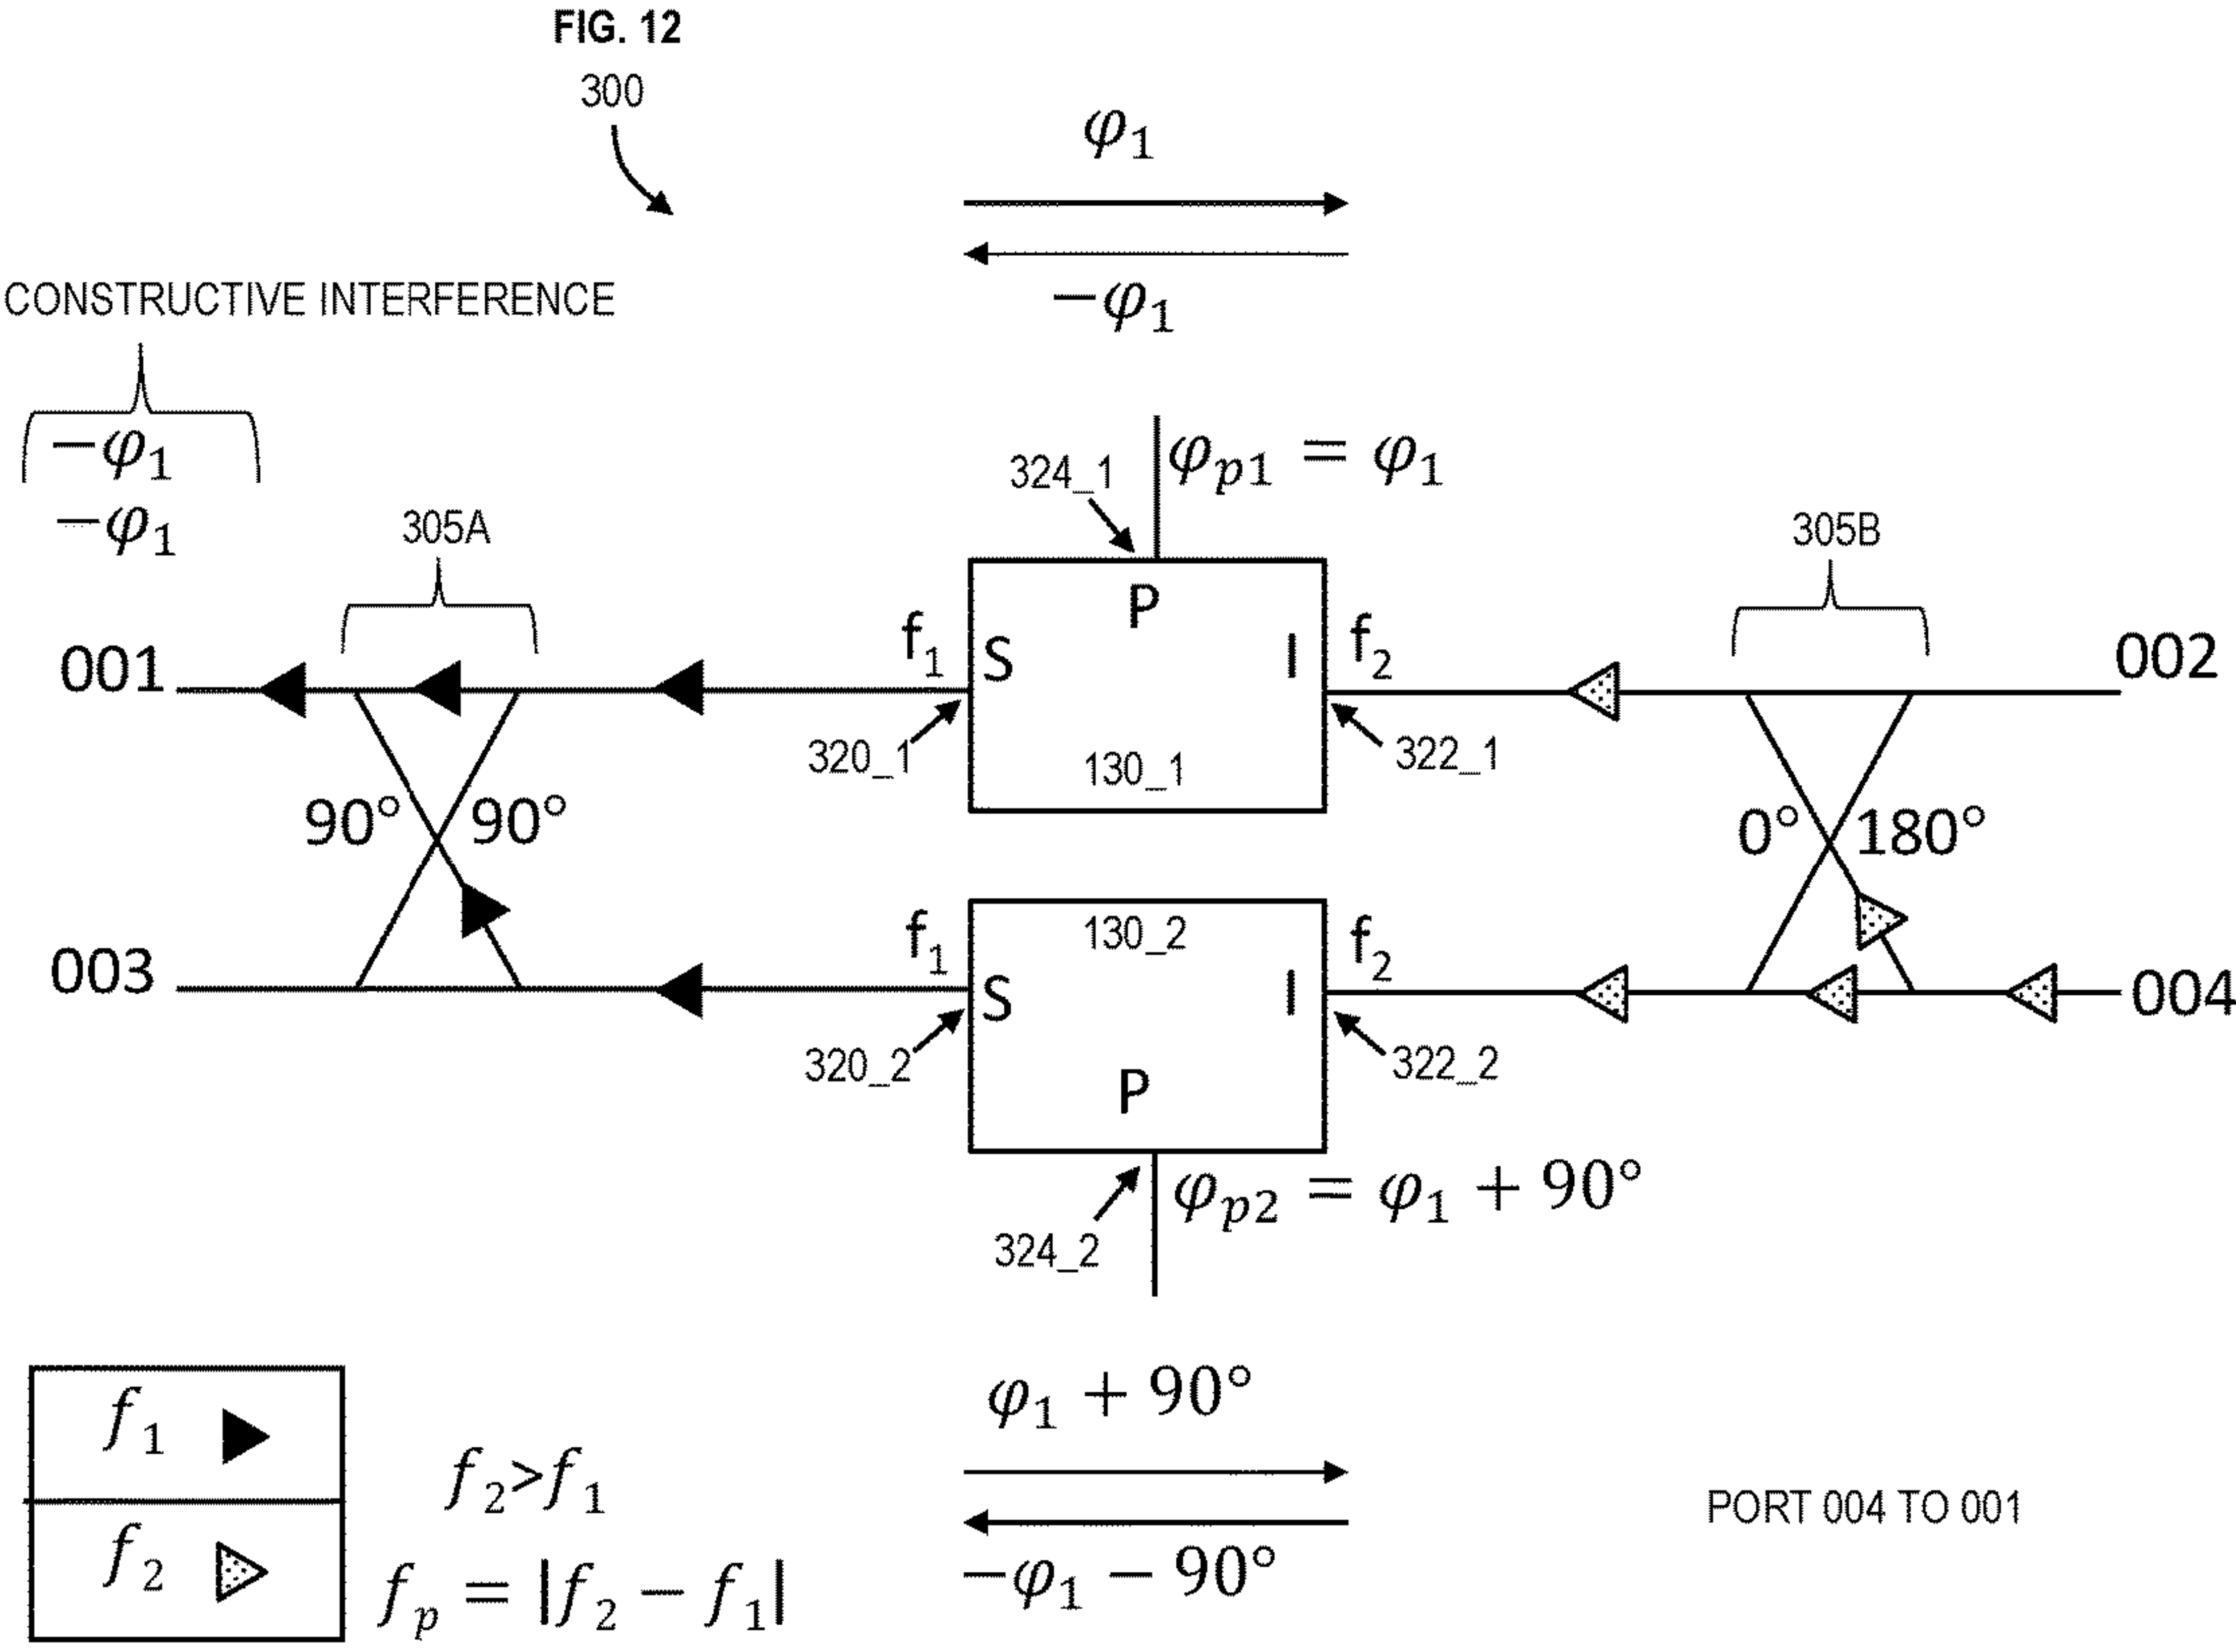 FIG. 12
300
φ₁
−φ₁
CONSTRUCTIVE INTERFERENCE
−φ₁
−φ₁
305A
324_1
φₚ₁ = φ₁
305B
001
f₁
S
P
I
f₂
002
320_1
130_1
322_1
90° 90°
0° 180°
003
f₁
S
130_2
I
f₂
004
320_2
P
322_2
324_2
φₚ₂ = φ₁ + 90°
φ₁ + 90°
−φ₁ − 90°
f₁
f₂
f₂>f₁
fₚ = |f₂ − f₁|
PORT 004 TO 001